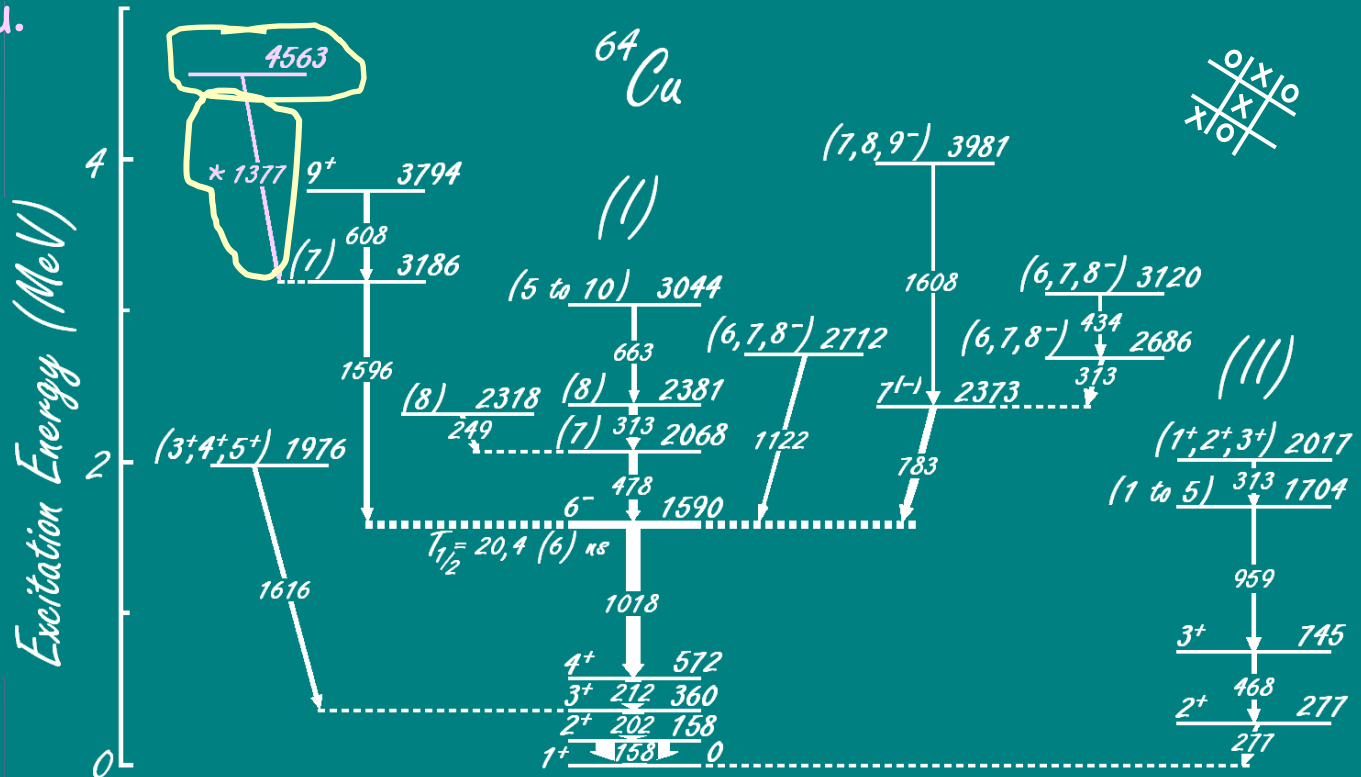 u.
4563
⁶⁴Cu
(7,8,9⁻) 3981
4
* 1377 9⁺ 3794
(I)
608
(7) 3186
(5 to 10) 3044
1608
(6,7,8⁻) 3120
434
663
(6,7,8⁻) 2712
(6,7,8⁻) 2686
(II)
1596
313
(8) 2318
(8) 2381
7⁽⁻⁾ 2373
249
(7) 313 2068
1122
(3⁺,4⁺,5⁺) 1976
2
783
(1⁺,2⁺,3⁺) 2017
478
(1 to 5) 313 1704
6⁻ 1590
T1/2 = 20,4 (6) ns
1616
1018
959
4⁺ 572
3⁺ 212 360
2⁺ 202 158
1⁺ 158 0
3⁺ 745
468
2⁺ 277
277
0
Excitation Energy (MeV)
O X O
X
X O